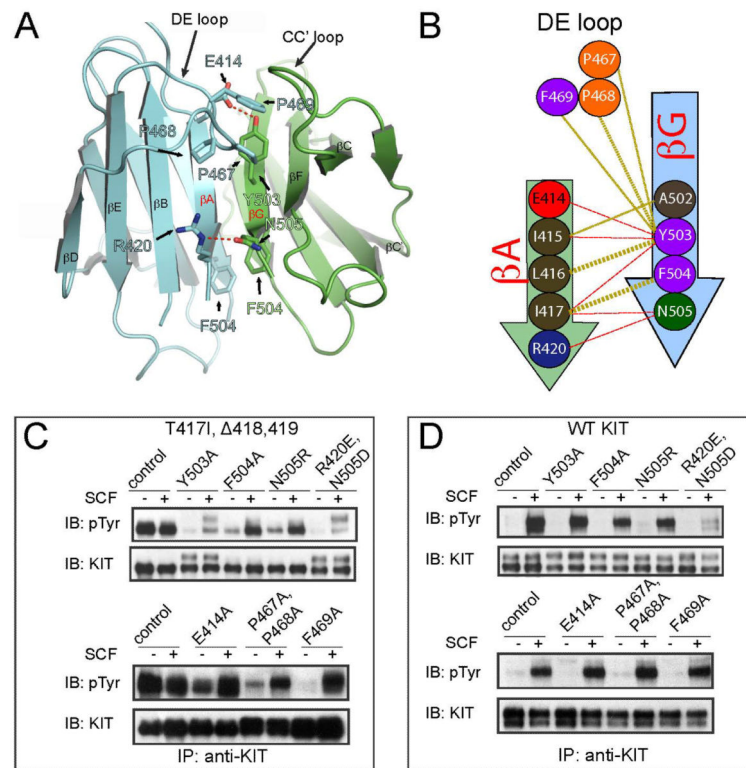 A
DE loop
CC' loop
E414
P469
P468
P467
βC
βF
βA
βE
βB
Y503
βG
N505
R420
βD
βC'
F504
F504
B
DE loop
P467
F469
P468
βG
E414
A502
I415
Y503
βA
L416
F504
I417
N505
R420
C
T417I, Δ418,419
control
Y503A
F504A
N505R
R420E,
N505D
SCF - + - + - + - + - +
IB: pTyr
IB: KIT
control
E414A
P467A,
P468A
F469A
SCF - + - + - + - +
IB: pTyr
IB: KIT
IP: anti-KIT
D
WT KIT
control
Y503A
F504A
N505R
R420E,
N505D
SCF - + - + - + - + - +
IB: pTyr
IB: KIT
control
E414A
P467A,
P468A
F469A
SCF - + - + - + - +
IB: pTyr
IB: KIT
IP: anti-KIT